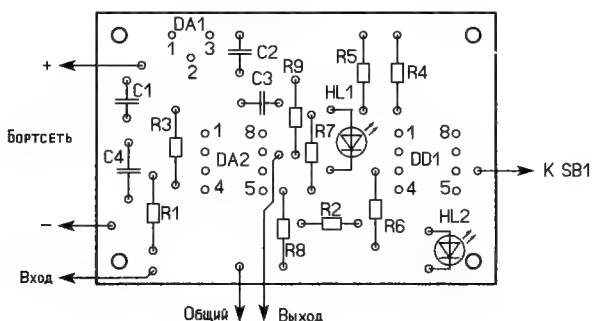 DA1
1 3
2
C2
+
C1
C3
R9
R5
R4
HL1
Бортсеть
R3
1 8
DA2
4 5
R7
1 8
DD1
4 5
C4
К SB1
R1
R2
R6
HL2
R8
–
Вход
Общий
Выход